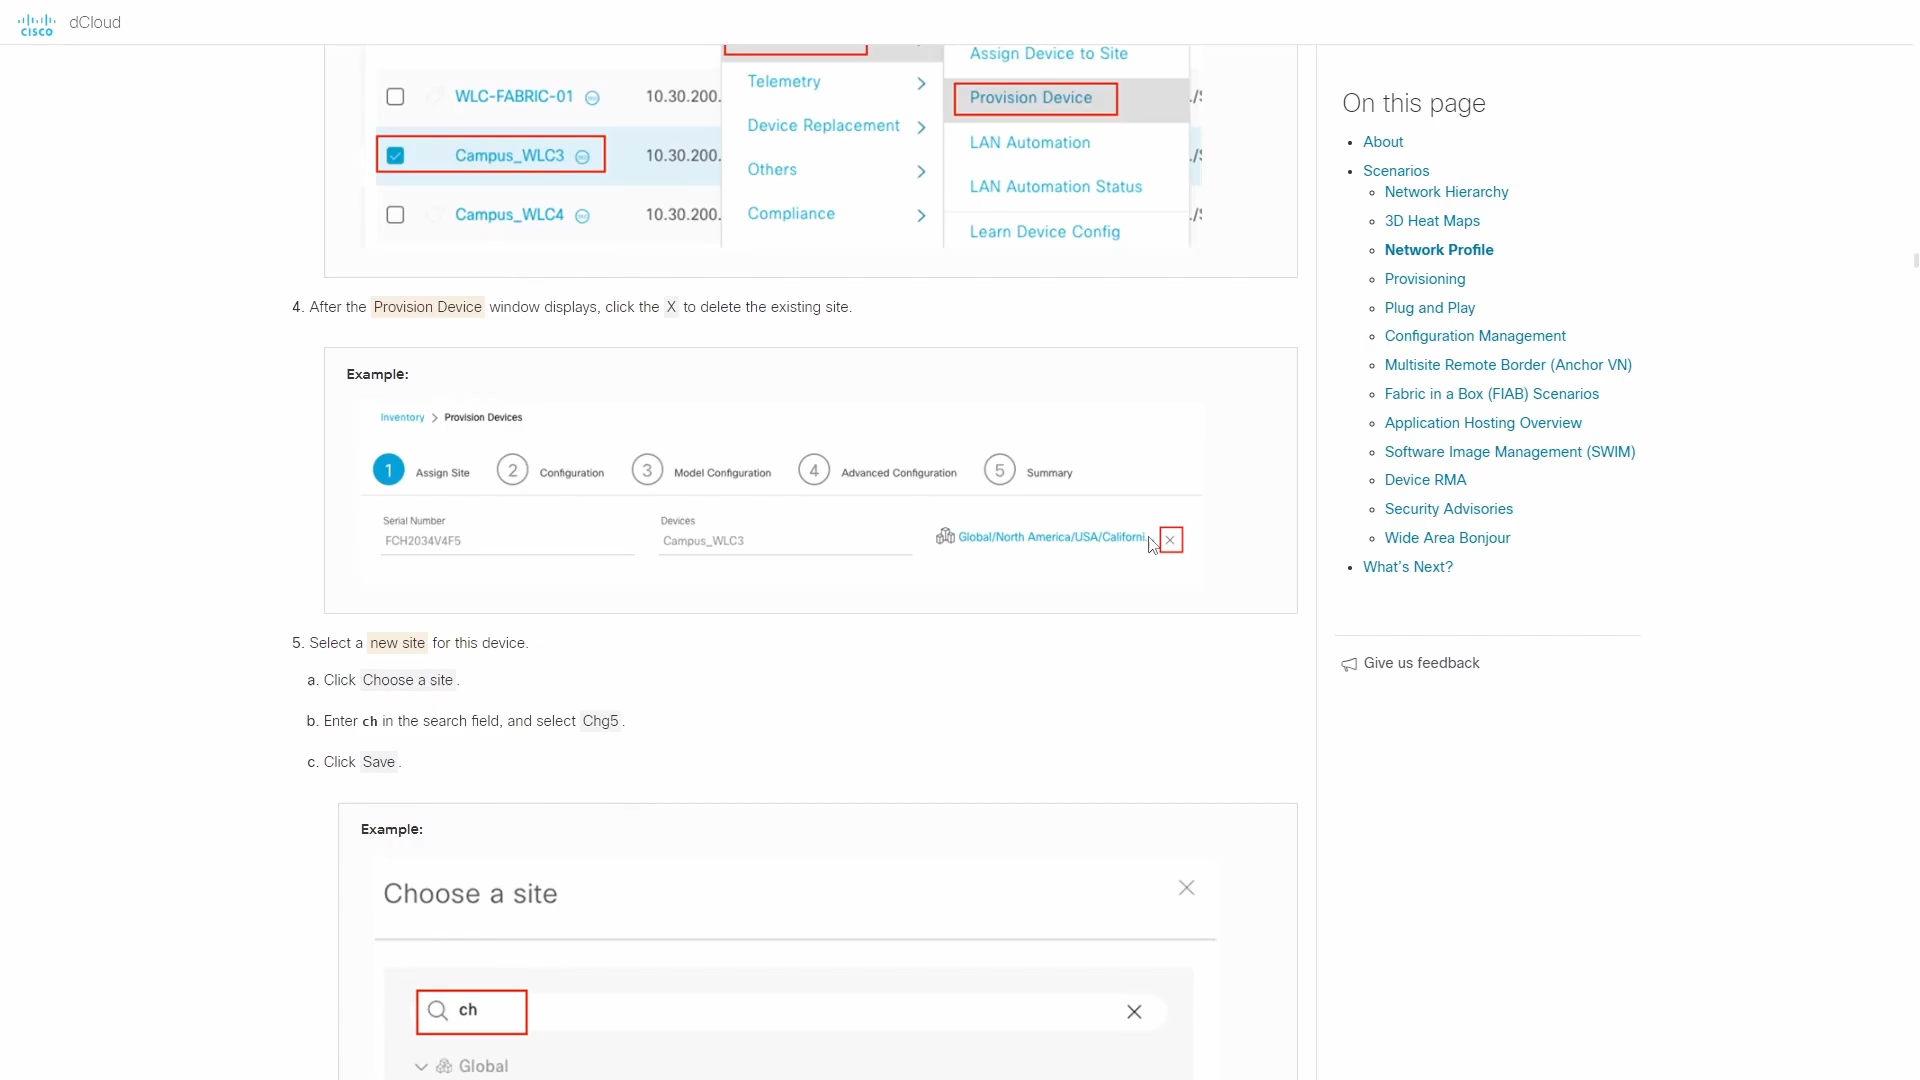 cisco dCloud
Assign Device to Site
Telemetry
WLC-FABRIC-01 10.30.200.
Provision Device
Device Replacement
LAN Automation
Campus_WLC3 10.30.200.
Others
LAN Automation Status
Campus_WLC4 10.30.200.
Compliance
Learn Device Config
4. After the Provision Device window displays, click the X to delete the existing site.
Example:
Inventory > Provision Devices
1 Assign Site 2 Configuration 3 Model Configuration 4 Advanced Configuration 5 Summary
Serial Number Devices
FCH2034V4F5 Campus_WLC3 Global/North America/USA/Californi...
5. Select a new site for this device.
a. Click Choose a site.
b. Enter ch in the search field, and select Chg5.
c. Click Save.
Example:
Choose a site
ch
Global
On this page
About
Scenarios
Network Hierarchy
3D Heat Maps
Network Profile
Provisioning
Plug and Play
Configuration Management
Multisite Remote Border (Anchor VN)
Fabric in a Box (FIAB) Scenarios
Application Hosting Overview
Software Image Management (SWIM)
Device RMA
Security Advisories
Wide Area Bonjour
What's Next?
Give us feedback